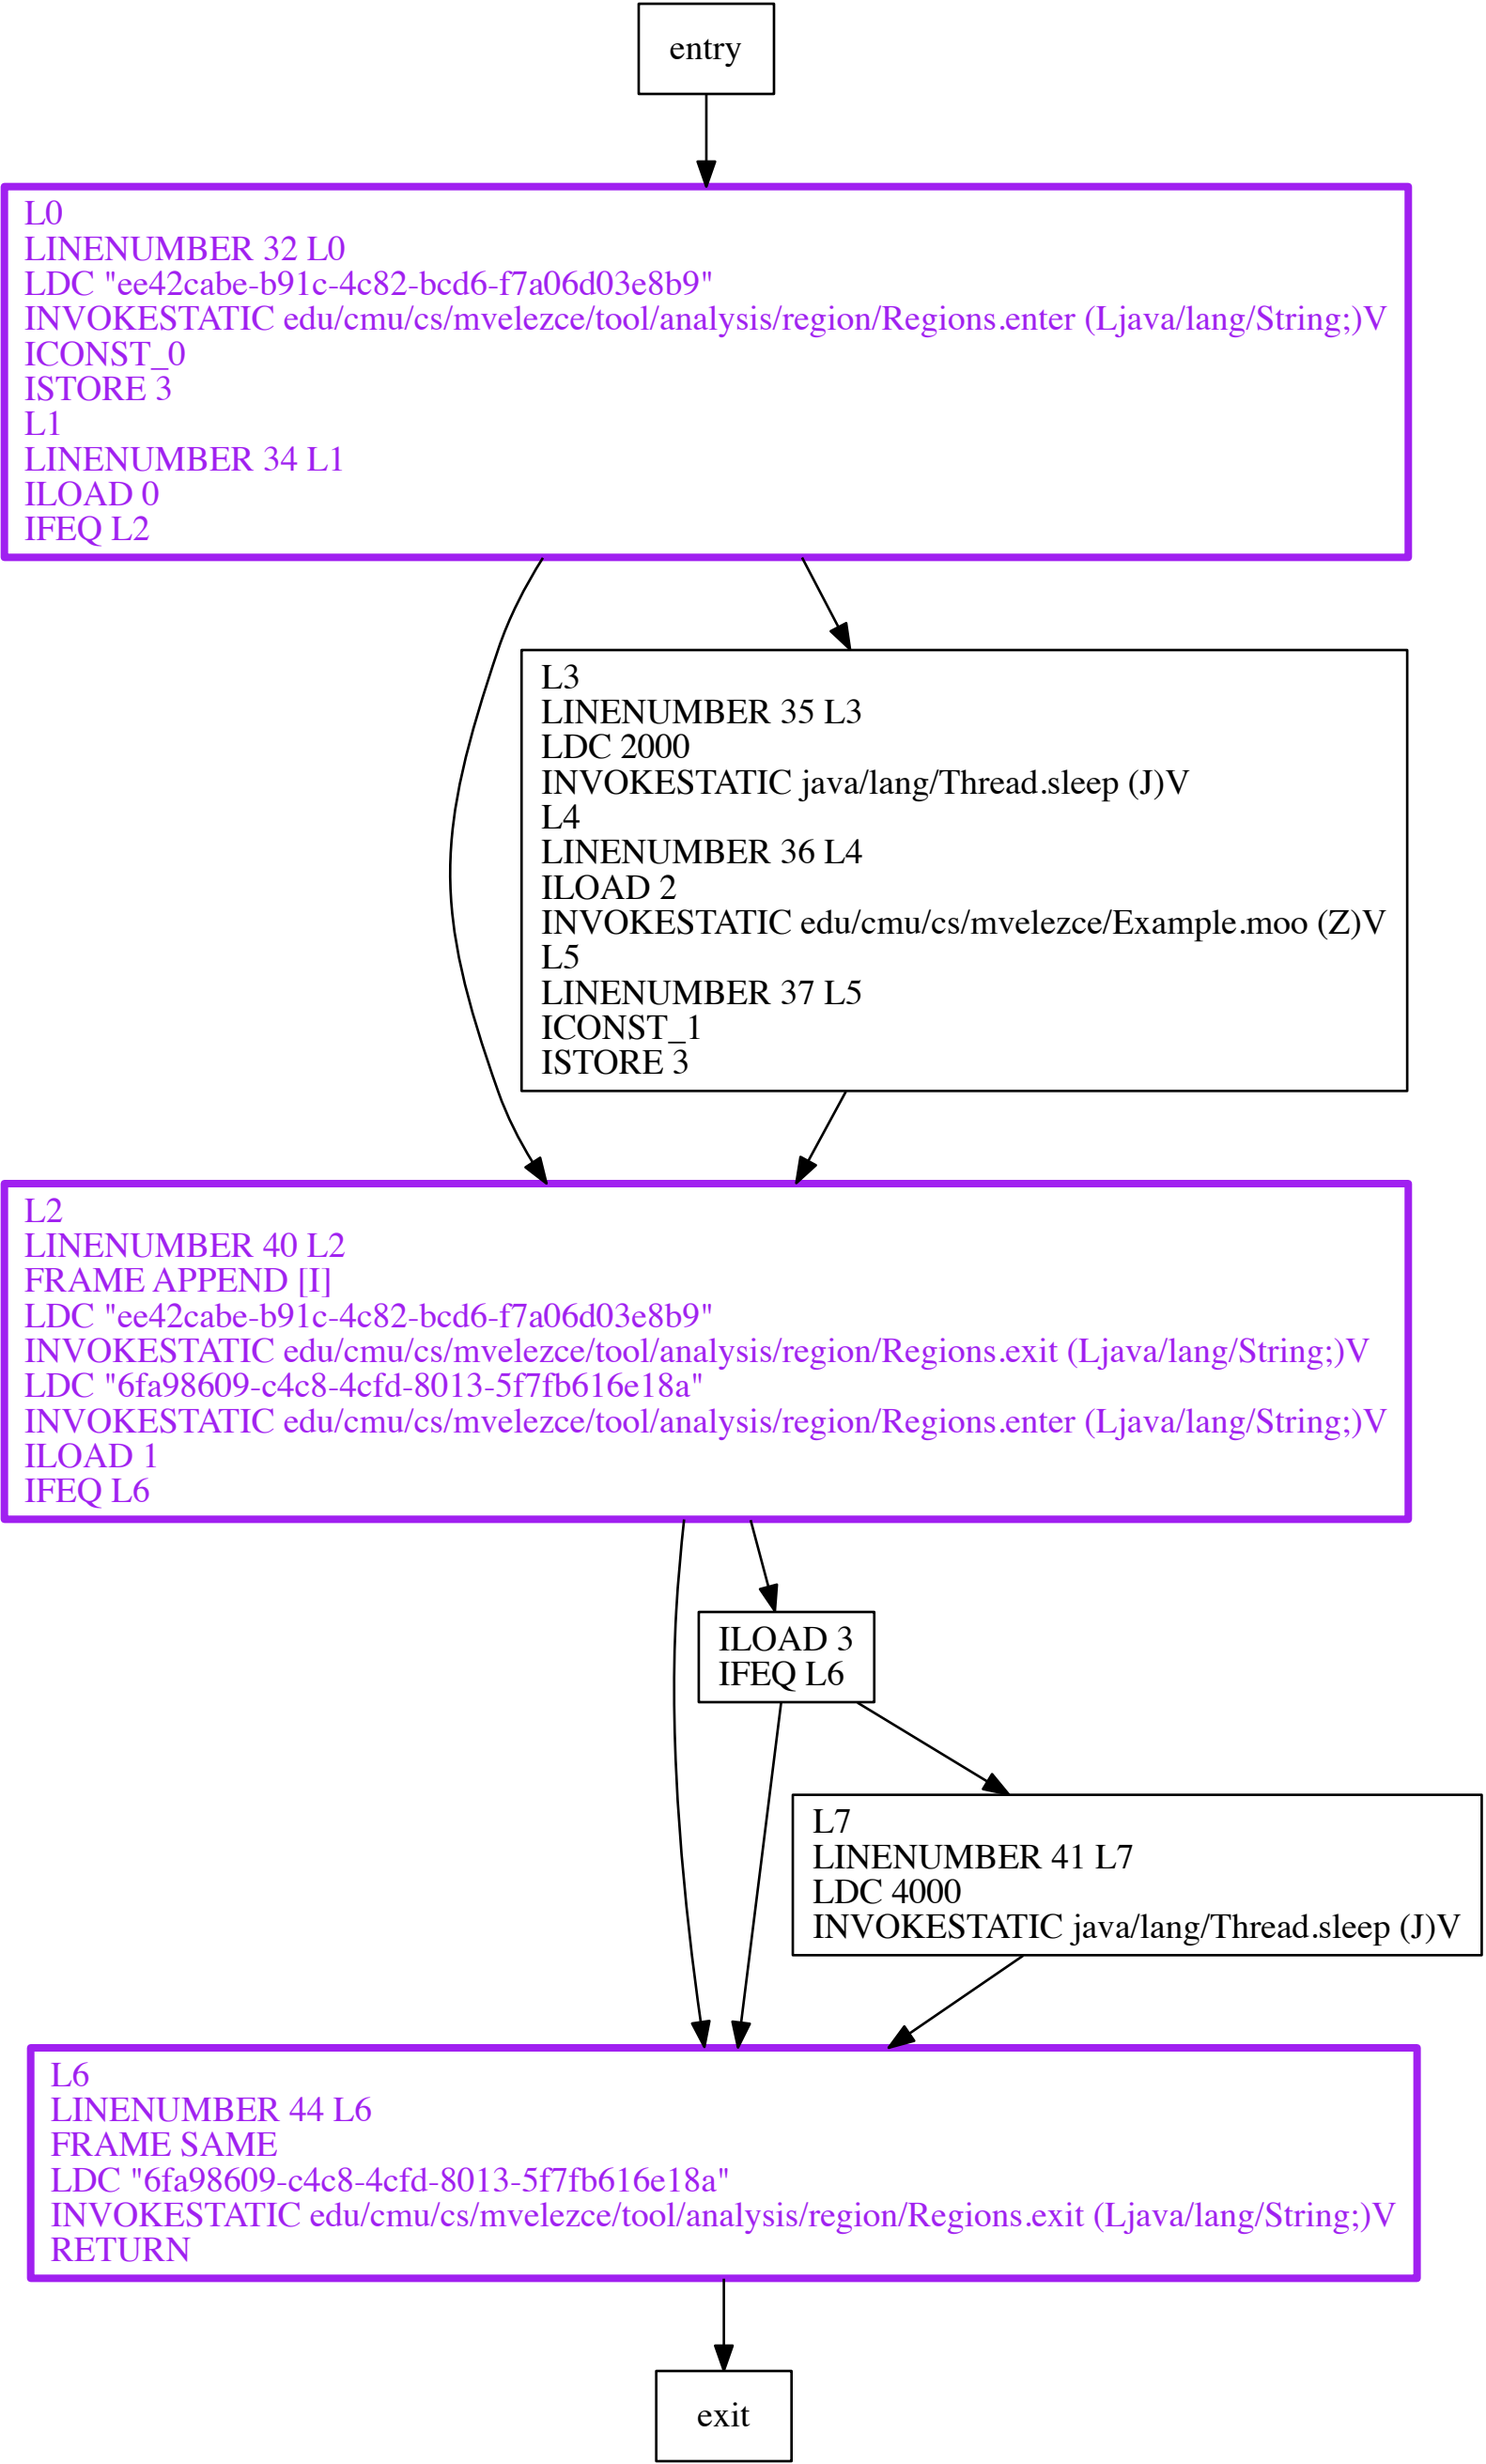 entry
L0
LINENUMBER 32 L0
LDC "ee42cabe-b91c-4c82-bcd6-f7a06d03e8b9"
INVOKESTATIC edu/cmu/cs/mvelezce/tool/analysis/region/Regions.enter (Ljava/lang/String;)V
ICONST_0
ISTORE 3
L1
LINENUMBER 34 L1
ILOAD 0
IFEQ L2
L3
LINENUMBER 35 L3
LDC 2000
INVOKESTATIC java/lang/Thread.sleep (J)V
L4
LINENUMBER 36 L4
ILOAD 2
INVOKESTATIC edu/cmu/cs/mvelezce/Example.moo (Z)V
L5
LINENUMBER 37 L5
ICONST_1
ISTORE 3
L2
LINENUMBER 40 L2
FRAME APPEND [I]
LDC "ee42cabe-b91c-4c82-bcd6-f7a06d03e8b9"
INVOKESTATIC edu/cmu/cs/mvelezce/tool/analysis/region/Regions.exit (Ljava/lang/String;)V
LDC "6fa98609-c4c8-4cfd-8013-5f7fb616e18a"
INVOKESTATIC edu/cmu/cs/mvelezce/tool/analysis/region/Regions.enter (Ljava/lang/String;)V
ILOAD 1
IFEQ L6
ILOAD 3
IFEQ L6
L7
LINENUMBER 41 L7
LDC 4000
INVOKESTATIC java/lang/Thread.sleep (J)V
L6
LINENUMBER 44 L6
FRAME SAME
LDC "6fa98609-c4c8-4cfd-8013-5f7fb616e18a"
INVOKESTATIC edu/cmu/cs/mvelezce/tool/analysis/region/Regions.exit (Ljava/lang/String;)V
RETURN
exit